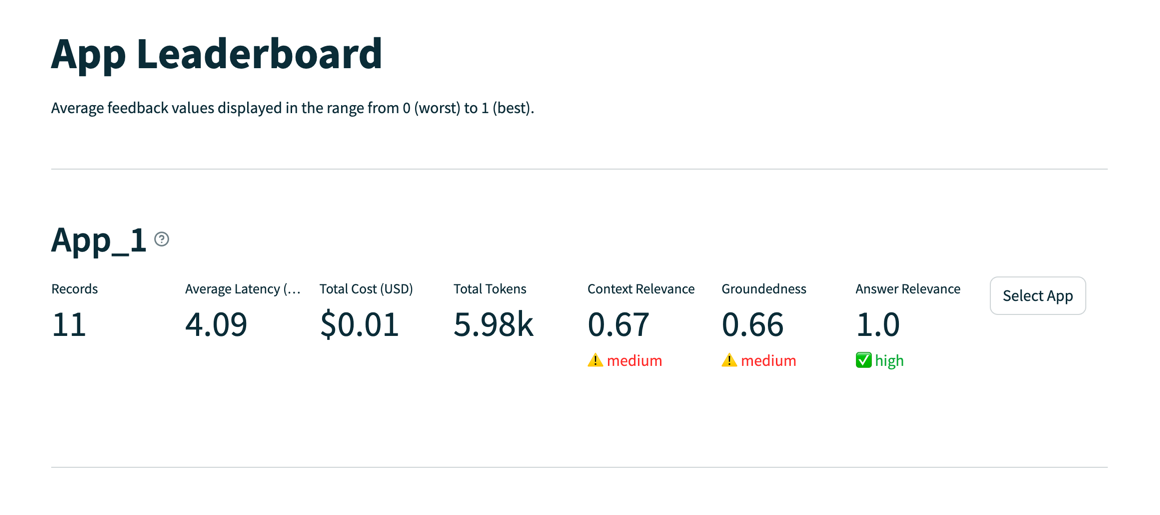 App Leaderboard
Average feedback values displayed in the range from 0 (worst) to 1 (best).
App_1
Records
Average Latency (...
Total Cost (USD)
Total Tokens
Context Relevance
Groundedness
Answer Relevance
Select App
11
4.09
$0.01
5.98k
0.67
0.66
1.0
medium
medium
high